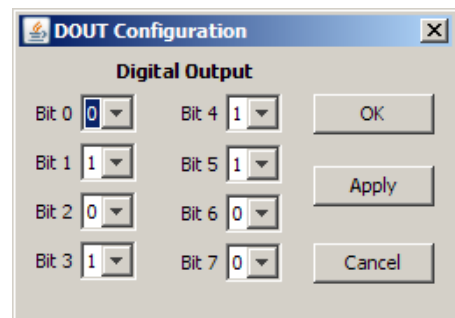 DOUT Configuration
Digital Output
Bit 0 0 Bit 4 1 OK
Bit 1 1 Bit 5 1 Apply
Bit 2 0 Bit 6 0
Bit 3 1 Bit 7 0 Cancel